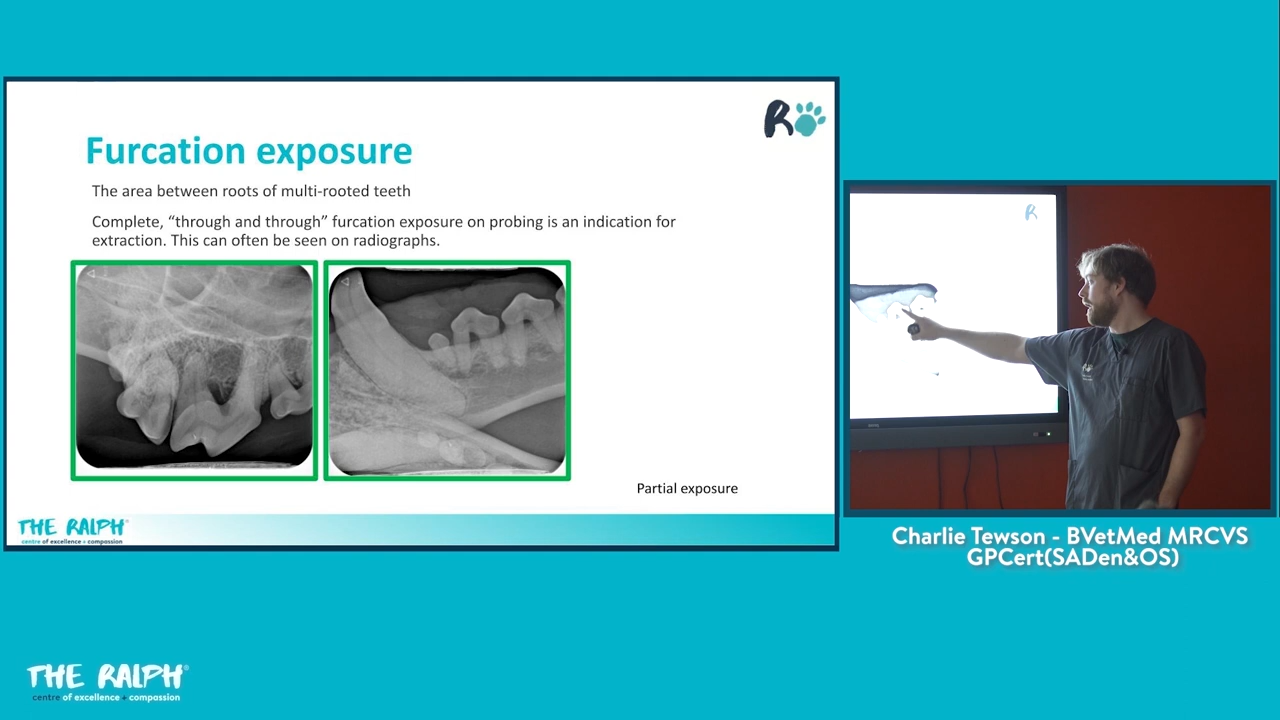 R
Furcation exposure
The area between roots of multi-rooted teeth
Complete, “through and through” furcation exposure on probing is an indication for
extraction. This can often be seen on radiographs.
Partial exposure
THE RALPH®
centre of excellence + compassion
R
Charlie Tewson - BVetMed MRCVS
GPCert(SADen&OS)
THE RALPH®
centre of excellence + compassion